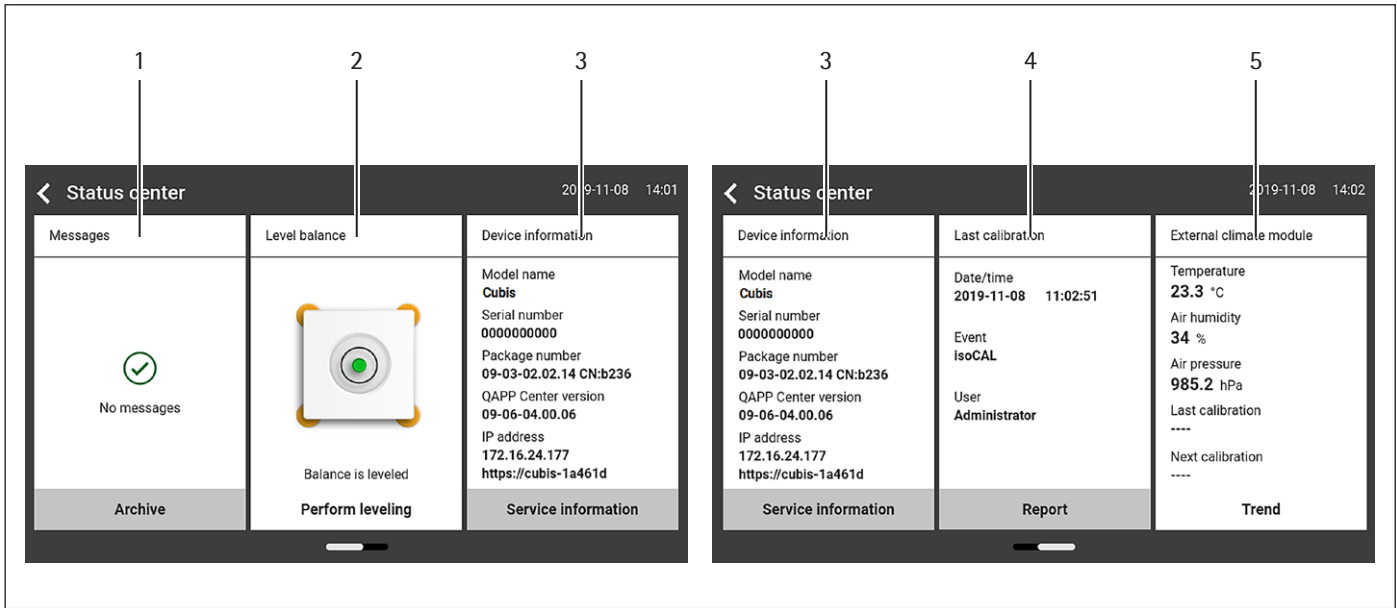 1
2
3
3
4
5
Status center
2019-11-08 14:01
Messages
No messages
Archive
Level balance
Balance is leveled
Perform leveling
Device information
Model name
Cubis
Serial number
0000000000
Package number
09-03-02.02.14 CN:b236
QAPP Center version
09-06-04.00.06
IP address
172.16.24.177
https://cubis-1a461d
Service information
Status center
2019-11-08 14:02
Device information
Model name
Cubis
Serial number
0000000000
Package number
09-03-02.02.14 CN:b236
QAPP Center version
09-06-04.00.06
IP address
172.16.24.177
https://cubis-1a461d
Service information
Last calibration
Date/time
2019-11-08 11:02:51
Event
isoCAL
User
Administrator
Report
External climate module
Temperature
23.3 °C
Air humidity
34 %
Air pressure
985.2 hPa
Last calibration
----
Next calibration
----
Trend